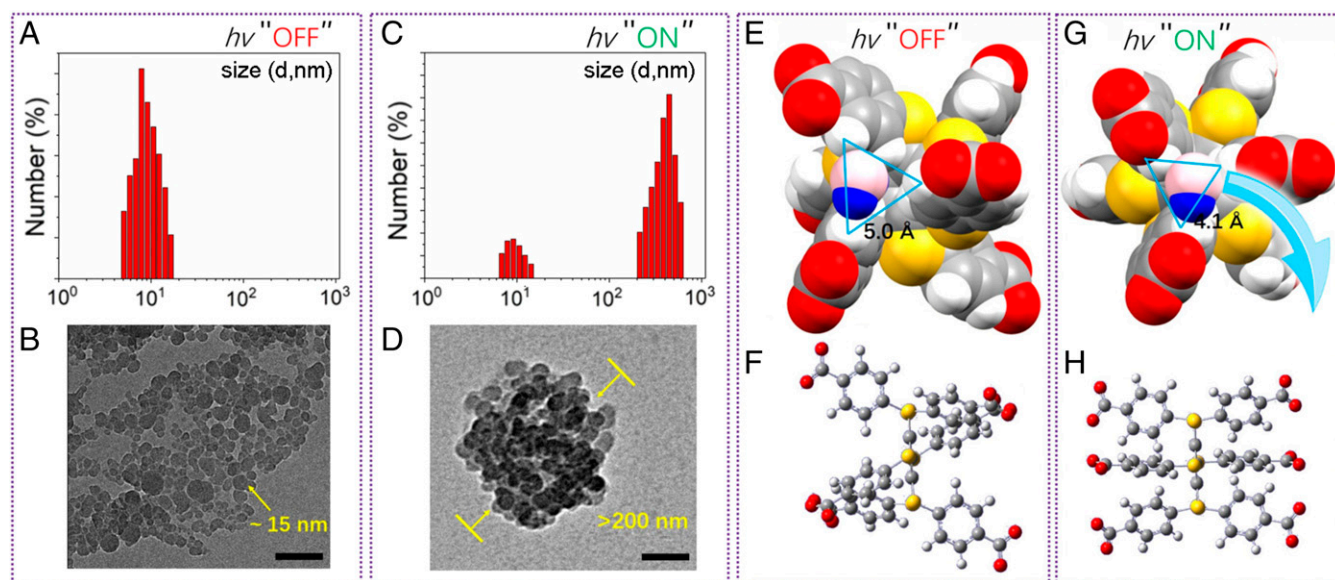 A
hν "OFF"
size (d,nm)
Number (%)
10⁰
10¹
10²
10³
B
~ 15 nm
C
hν "ON"
size (d,nm)
Number (%)
10⁰
10¹
10²
10³
D
>200 nm
E
hν "OFF"
5.0 Å
F
G
hν "ON"
4.1 Å
H